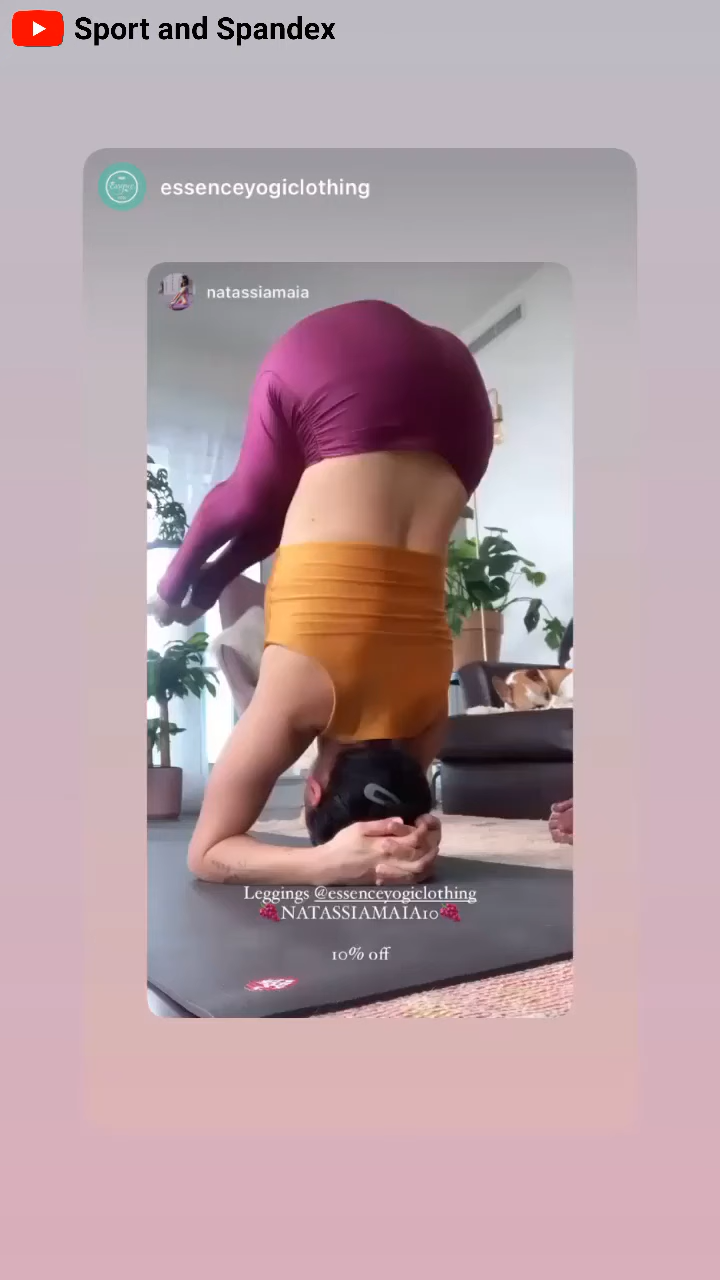 Sport and Spandex
essenceyogiclothing
natassiamaia
Leggings @essenceyogiclothing
🍇NATASSIAMAIA10🍇
10% off